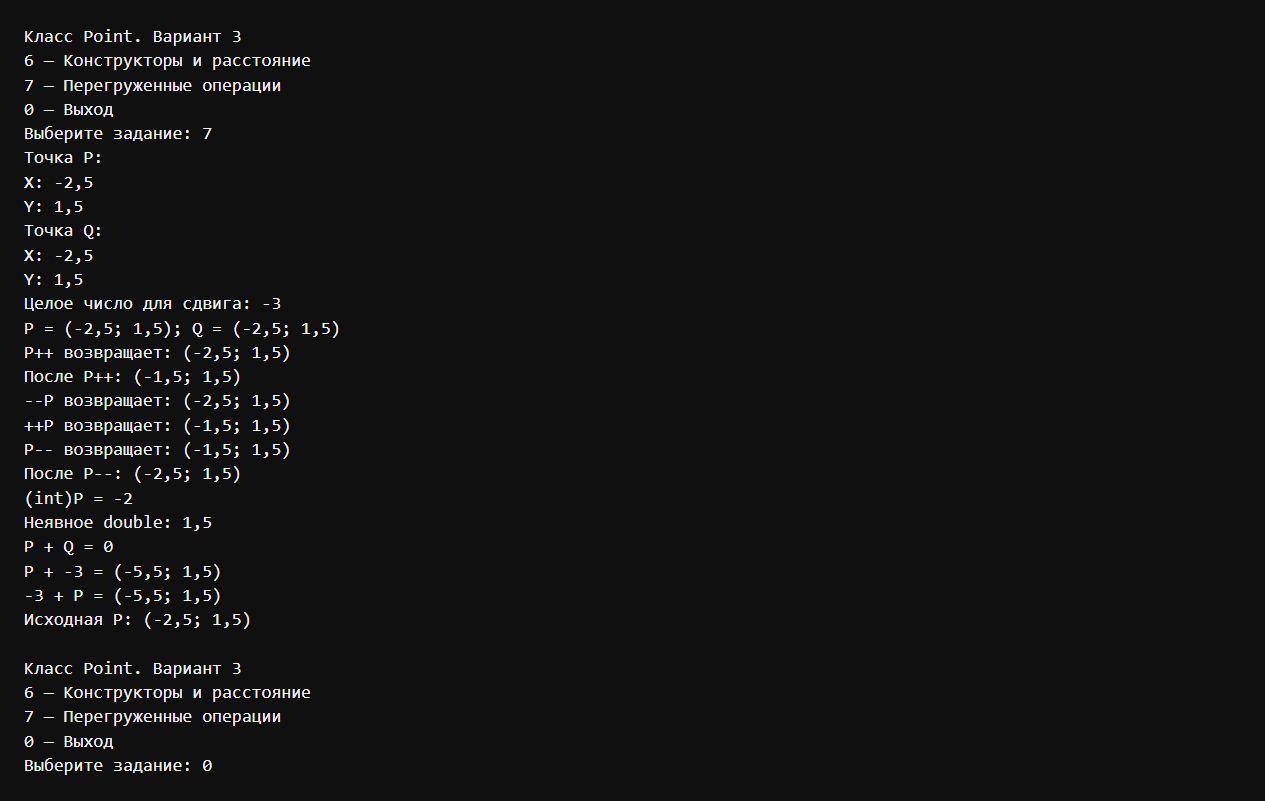 Класс Point. Вариант 3
6 — Конструкторы и расстояние
7 — Перегруженные операции
0 — Выход
Выберите задание: 7
Точка P:
X: -2,5
Y: 1,5
Точка Q:
X: -2,5
Y: 1,5
Целое число для сдвига: -3
P = (-2,5; 1,5); Q = (-2,5; 1,5)
P++ возвращает: (-2,5; 1,5)
После P++: (-1,5; 1,5)
--P возвращает: (-2,5; 1,5)
++P возвращает: (-1,5; 1,5)
P-- возвращает: (-1,5; 1,5)
После P--: (-2,5; 1,5)
(int)P = -2
Неявное double: 1,5
P + Q = 0
P + -3 = (-5,5; 1,5)
-3 + P = (-5,5; 1,5)
Исходная P: (-2,5; 1,5)
Класс Point. Вариант 3
6 — Конструкторы и расстояние
7 — Перегруженные операции
0 — Выход
Выберите задание: 0